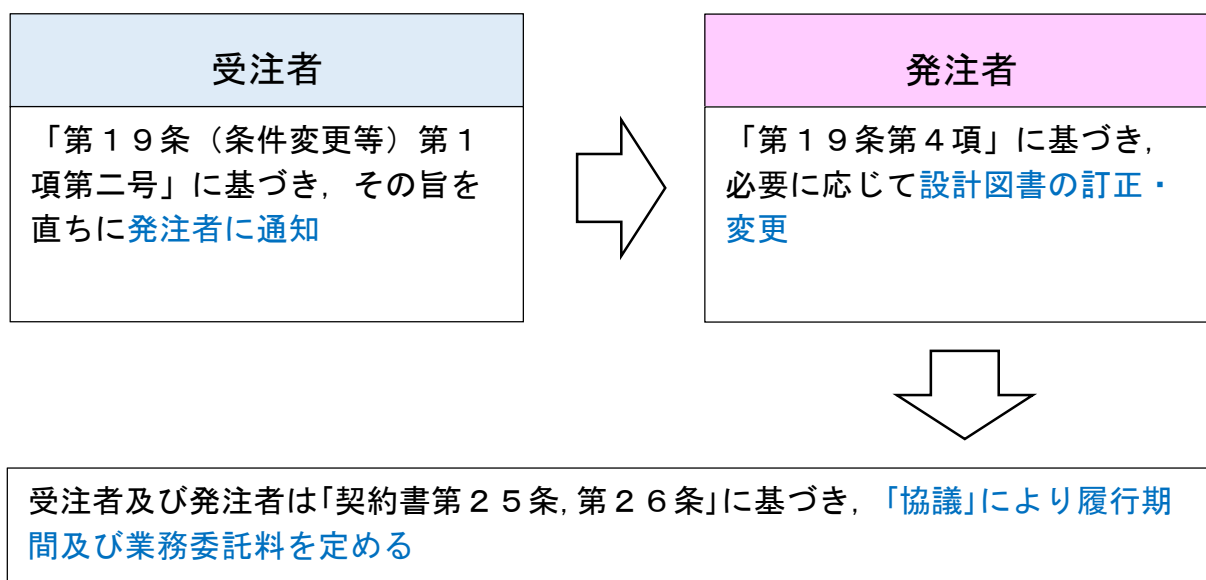 受注者
「第１９条（条件変更等）第１
項第二号」に基づき，その旨を
直ちに発注者に通知
発注者
「第１９条第４項」に基づき，
必要に応じて設計図書の訂正・
変更
受注者及び発注者は｢契約書第２５条,第２６条｣に基づき，｢協議｣により履行期
間及び業務委託料を定める